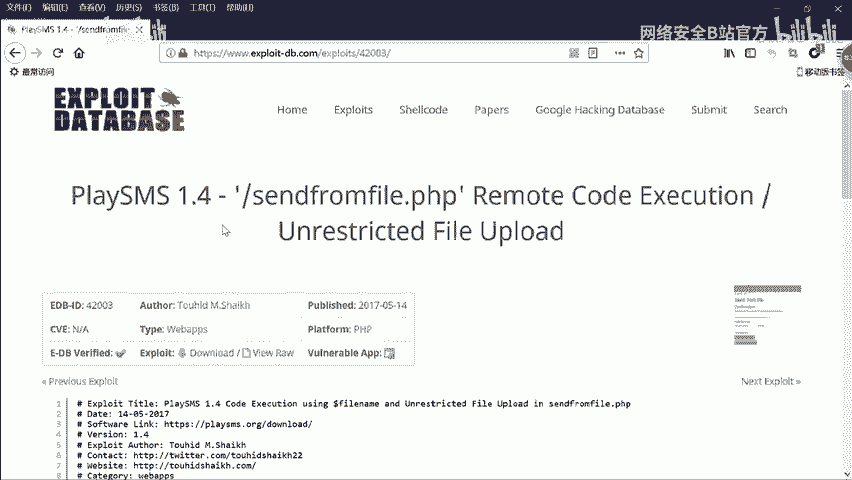 文件(F) 编辑(E) 查看(V) 历史(S) 书签(B) 工具(T) 帮助(H)
PlaySMS 1.4 - '/sendfromfile
网络安全B站官方 bilibili
https://www.exploit-db.com/exploits/42003/
最常访问
移动版书签
EXPLOIT DATABASE
Home Exploits Shellcode Papers Google Hacking Database Submit Search
PlaySMS 1.4 - '/sendfromfile.php' Remote Code Execution /
Unrestricted File Upload
EDB-ID: 42003 Author: Touhid M.Shaikh Published: 2017-05-14
CVE: N/A Type: Webapps Platform: PHP
E-DB Verified: Exploit: Download / View Raw Vulnerable App:
« Previous Exploit Next Exploit »
1 # Exploit Title: PlaySMS 1.4 Code Execution using $filename and Unrestricted File Upload in sendfromfile.php
2 # Date: 14-05-2017
3 # Software Link: https://playsms.org/download/
4 # Version: 1.4
5 # Exploit Author: Touhid M.Shaikh
6 # Contact: http://twitter.com/touhidshaikh22
7 # Website: http://touhidshaikh.com/
8 # Category: webapps